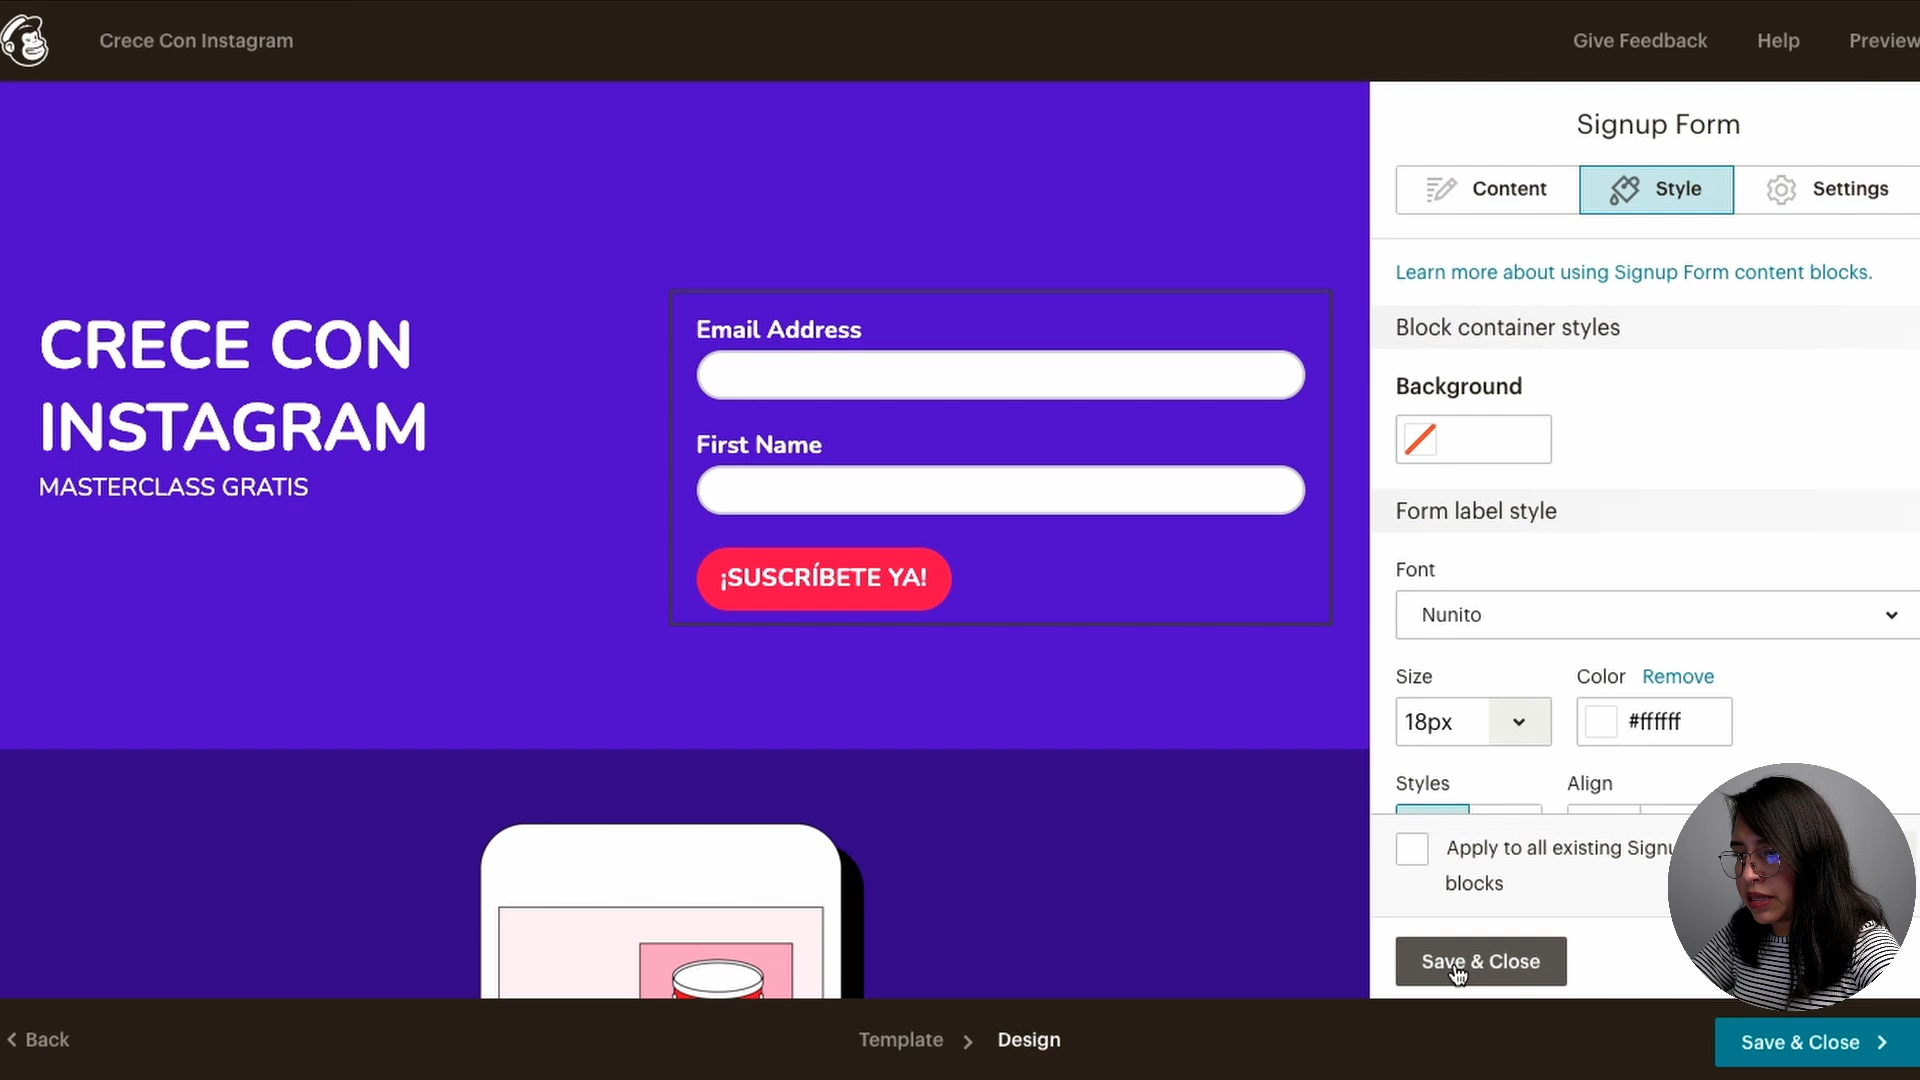 Crece Con Instagram
Give Feedback
Help
Preview
CRECE CON
INSTAGRAM
MASTERCLASS GRATIS
Email Address
First Name
¡SUSCRÍBETE YA!
Signup Form
Content
Style
Settings
Learn more about using Signup Form content blocks.
Block container styles
Background
Form label style
Font
Nunito
Size
Color
Remove
18px
#ffffff
Styles
Align
Apply to all existing
blocks
Save & Close
Back
Template
Design
Save & Close